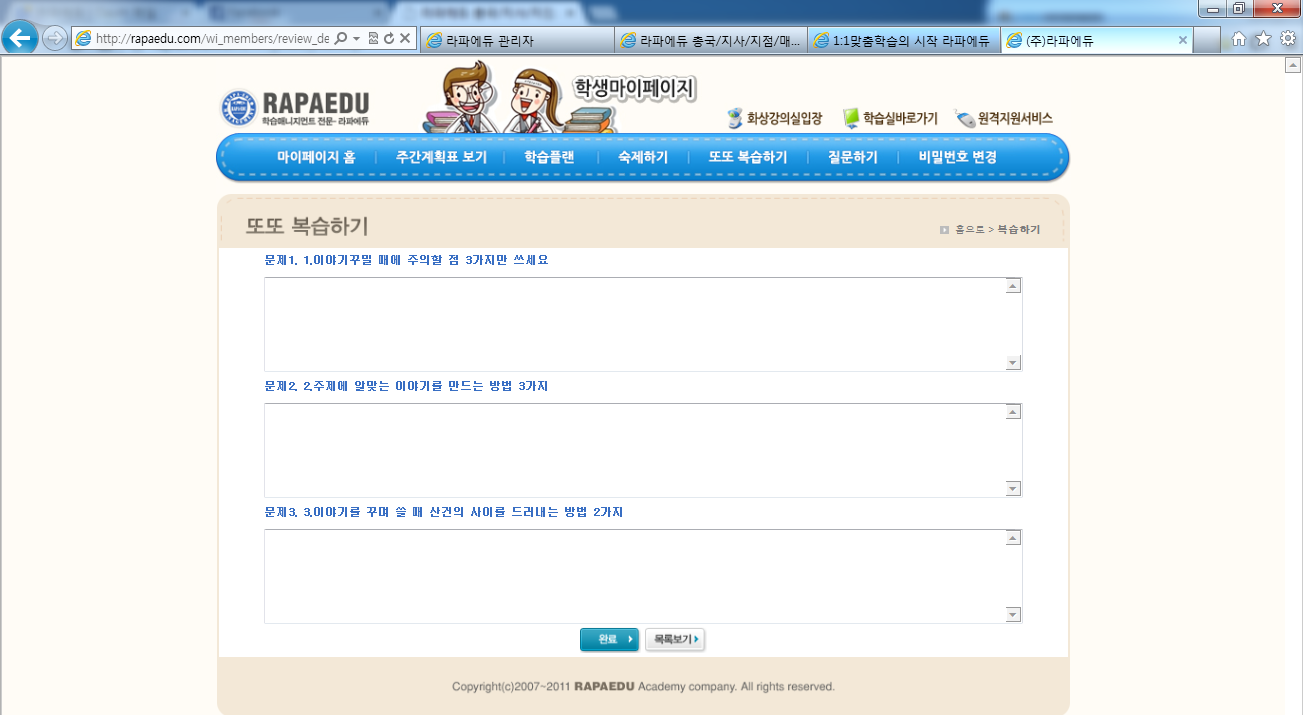 http://rapaedu.com/wi_members/review_de
라파에듀 관리자
라파에듀 총국/지사/지점/매...
1:1맞춤학습의 시작 라파에듀
(주)라파에듀
RAPAEDU
학습매니지먼트 전문- 라파에듀
학생마이페이지
화상강의실입장
학습실바로가기
원격지원서비스
마이페이지 홈
주간계획표 보기
학습플랜
숙제하기
또또 복습하기
질문하기
비밀번호 변경
또또 복습하기
홈으로 > 복습하기
문제1. 1.이야기꾸밀 때에 주의할 점 3가지만 쓰세요
문제2. 2.주제에 알맞는 이야기를 만드는 방법 3가지
문제3. 3.이야기를 꾸며 쓸 때 산건의 사이를 드러내는 방법 2가지
완료
목록보기
Copyright(c)2007~2011 RAPAEDU Academy company. All rights reserved.